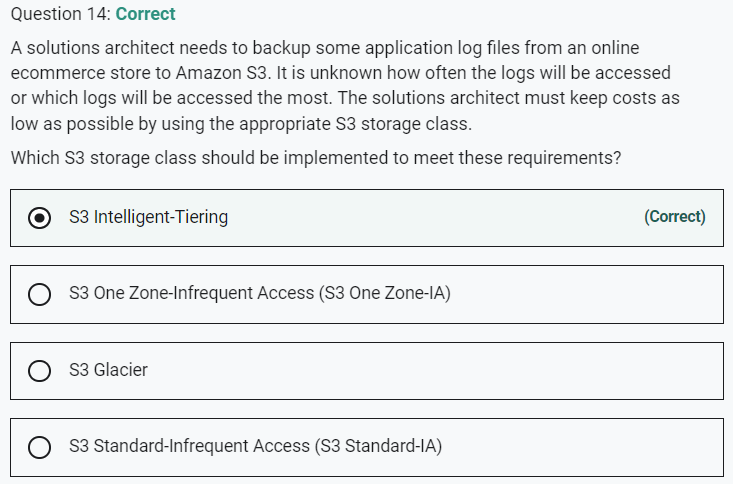 Question 14: Correct
A solutions architect needs to backup some application log files from an online
ecommerce store to Amazon S3. It is unknown how often the logs will be accessed
or which logs will be accessed the most. The solutions architect must keep costs as
low as possible by using the appropriate S3 storage class.
Which S3 storage class should be implemented to meet these requirements?
S3 Intelligent-Tiering (Correct)
S3 One Zone-Infrequent Access (S3 One Zone-IA)
S3 Glacier
S3 Standard-Infrequent Access (S3 Standard-IA)